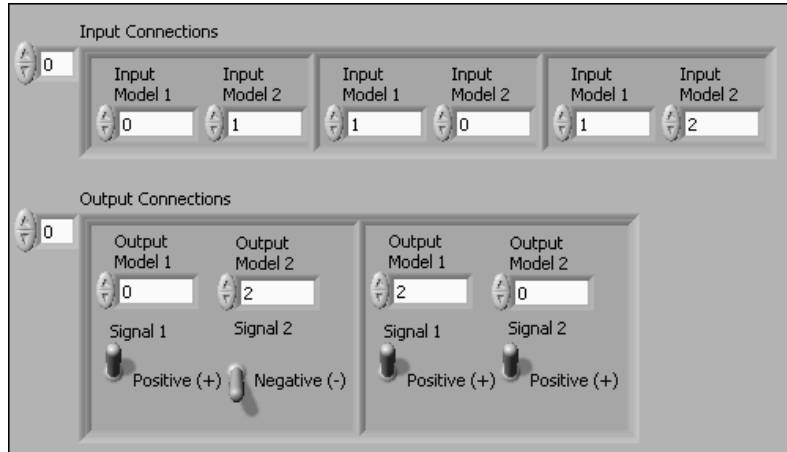 Input Connections
0
Input Model 1
Input Model 2
Input Model 1
Input Model 2
Input Model 1
Input Model 2
0
1
1
0
1
2
Output Connections
0
Output Model 1
Output Model 2
Output Model 1
Output Model 2
0
2
2
0
Signal 1
Signal 2
Signal 1
Signal 2
Positive (+)
Negative (-)
Positive (+)
Positive (+)